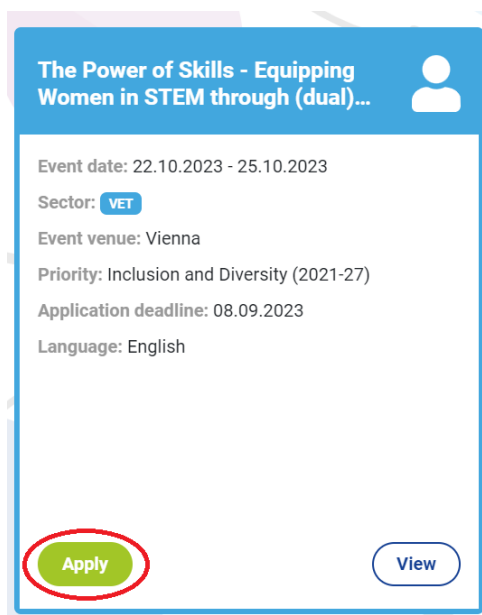 The Power of Skills - Equipping
Women in STEM through (dual)...
Event date: 22.10.2023 - 25.10.2023
Sector: VET
Event venue: Vienna
Priority: Inclusion and Diversity (2021-27)
Application deadline: 08.09.2023
Language: English
Apply
View